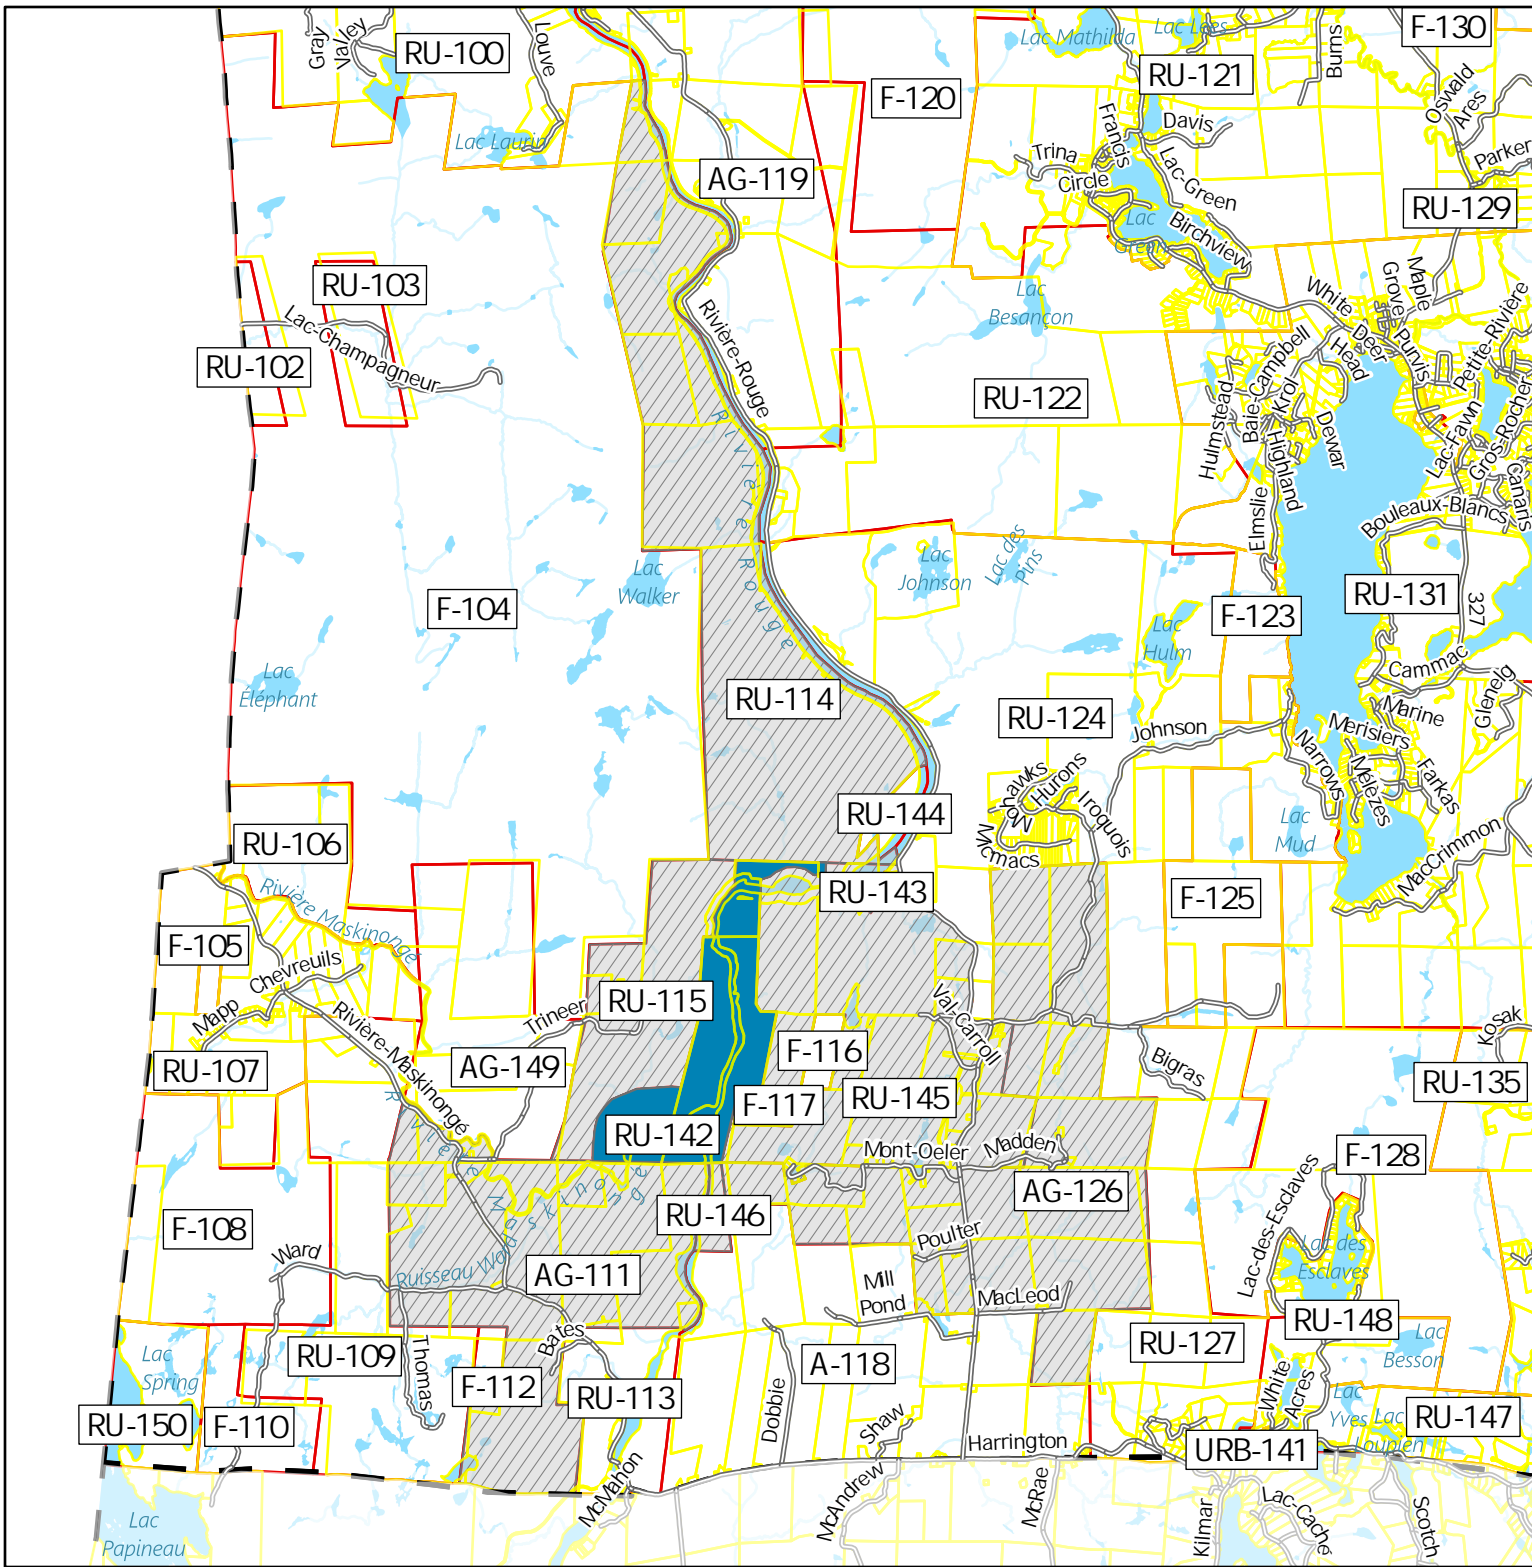 Gray
Valley
RU-100
Louve
Lac Mathilda
Lac Lees
Burns
F-130
RU-121
F-120
Oswald
Ares
Lac Laurin
Francis
Davis
Trina
Parker
AG-119
Circle
Lac-Green
Lac
Green
Birchview
RU-129
RU-103
Lac
Besançon
White Deer
Grove
Maple
Lac-Champagneur
Rivière-Rouge
Purvis
Petite-Rivière
RU-102
RU-122
Baie-Campbell
Head
Krol
Hulmstead
Dewar
Highland
Lac-Fawn
Gros-Rocher
Canaris
Rivière Rouge
Elmslie
Bouleaux-Blancs
Lac
Walker
Lac
Johnson
Lac des
Pins
F-104
F-123
RU-131
327
Lac
Hulm
Lac
Éléphant
Cammac
RU-114
RU-124
Gleneig
Marine
Merisiers
Johnson
Narrows
Mélèzes
Farkas
Mohawks
Hurons
Iroquois
Micmacs
RU-144
RU-106
Lac
Mud
MacCrimmon
Rivière Maskinongé
RU-143
F-125
F-105
Chevreuils
Mapp
Rivière-Maskinongé
Trineer
RU-115
Val-Carroll
Kosak
F-116
RU-107
AG-149
Bigras
RU-135
F-117
RU-145
Rivière Maskinongé
RU-142
Mont-Oeler
Madden
F-128
AG-126
Lac-des-Esclaves
F-108
RU-146
Ward
Poulter
Lac des
Esclaves
Ruisseau Ward
AG-111
Mill
Pond
MacLeod
RU-148
Lac
Spring
RU-109
Thomas
Bates
RU-127
Lac
Besson
A-118
F-112
RU-113
White
Acres
Lac
Yves
RU-150
F-110
Dobbie
Shaw
RU-147
Lac
Loupien
Harrington
URB-141
McMahon
McAndrew
McRae
Kilmar
Lac-Caché
Scotch
Lac
Papineau